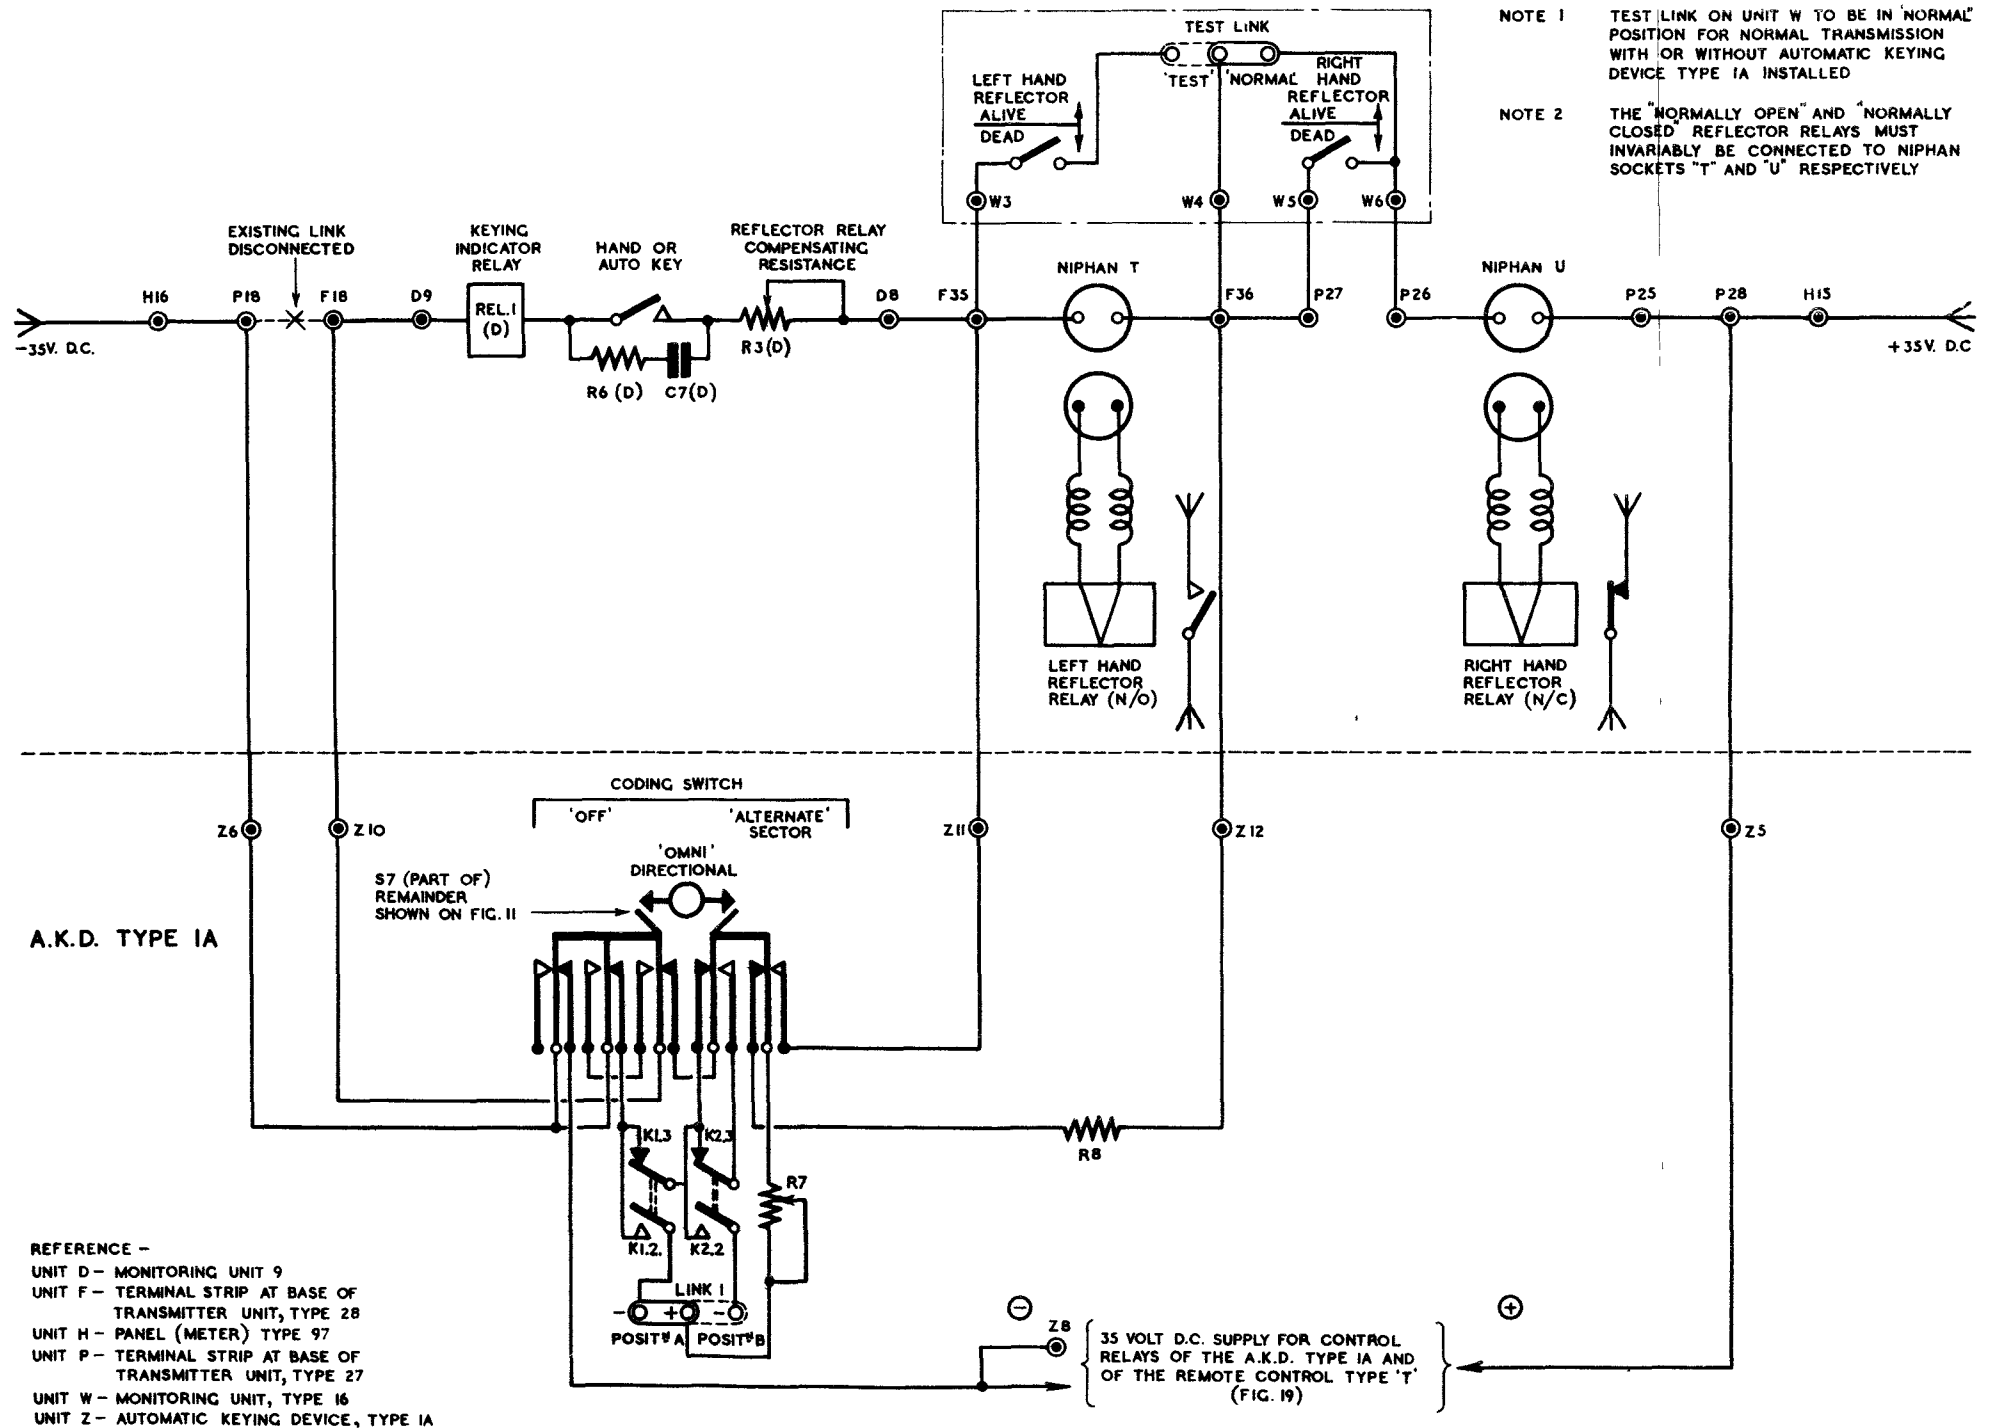 TEST LINK
'TEST'
'NORMAL'
LEFT HAND
REFLECTOR
ALIVE
DEAD
RIGHT
HAND
REFLECTOR
ALIVE
DEAD
W3
W4
W5
W6
NOTE 1 TEST LINK ON UNIT W TO BE IN "NORMAL"
POSITION FOR NORMAL TRANSMISSION
WITH OR WITHOUT AUTOMATIC KEYING
DEVICE TYPE 1A INSTALLED
NOTE 2 THE "NORMALLY OPEN" AND "NORMALLY
CLOSED" REFLECTOR RELAYS MUST
INVARIABLY BE CONNECTED TO NIPHAN
SOCKETS "T" AND "U" RESPECTIVELY
EXISTING LINK
DISCONNECTED
KEYING
INDICATOR
RELAY
HAND OR
AUTO KEY
REFLECTOR RELAY
COMPENSATING
RESISTANCE
NIPHAN T
NIPHAN U
H16
P18
F18
D9
REL.1
(D)
R3(D)
D8
F35
F36
P27
P26
P25
P28
H15
-35V. D.C.
+35V. D.C
R6 (D)
C7(D)
LEFT HAND
REFLECTOR
RELAY (N/O)
RIGHT HAND
REFLECTOR
RELAY (N/C)
CODING SWITCH
'OFF'
'ALTERNATE'
SECTOR
'OMNI'
DIRECTIONAL
Z6
Z10
Z11
Z12
Z5
S7 (PART OF)
REMAINDER
SHOWN ON FIG. 11
A.K.D. TYPE 1A
K1.3
K2.3
R8
R7
K1.2.
K2.2
LINK 1
-
+
-
POSITN A
POSITN B
Z8
-
+
35 VOLT D.C. SUPPLY FOR CONTROL
RELAYS OF THE A.K.D. TYPE 1A AND
OF THE REMOTE CONTROL TYPE 'T'
(FIG. 19)
REFERENCE -
UNIT D - MONITORING UNIT 9
UNIT F - TERMINAL STRIP AT BASE OF
TRANSMITTER UNIT, TYPE 28
UNIT H - PANEL (METER) TYPE 97
UNIT P - TERMINAL STRIP AT BASE OF
TRANSMITTER UNIT, TYPE 27
UNIT W - MONITORING UNIT, TYPE 16
UNIT Z - AUTOMATIC KEYING DEVICE, TYPE 1A